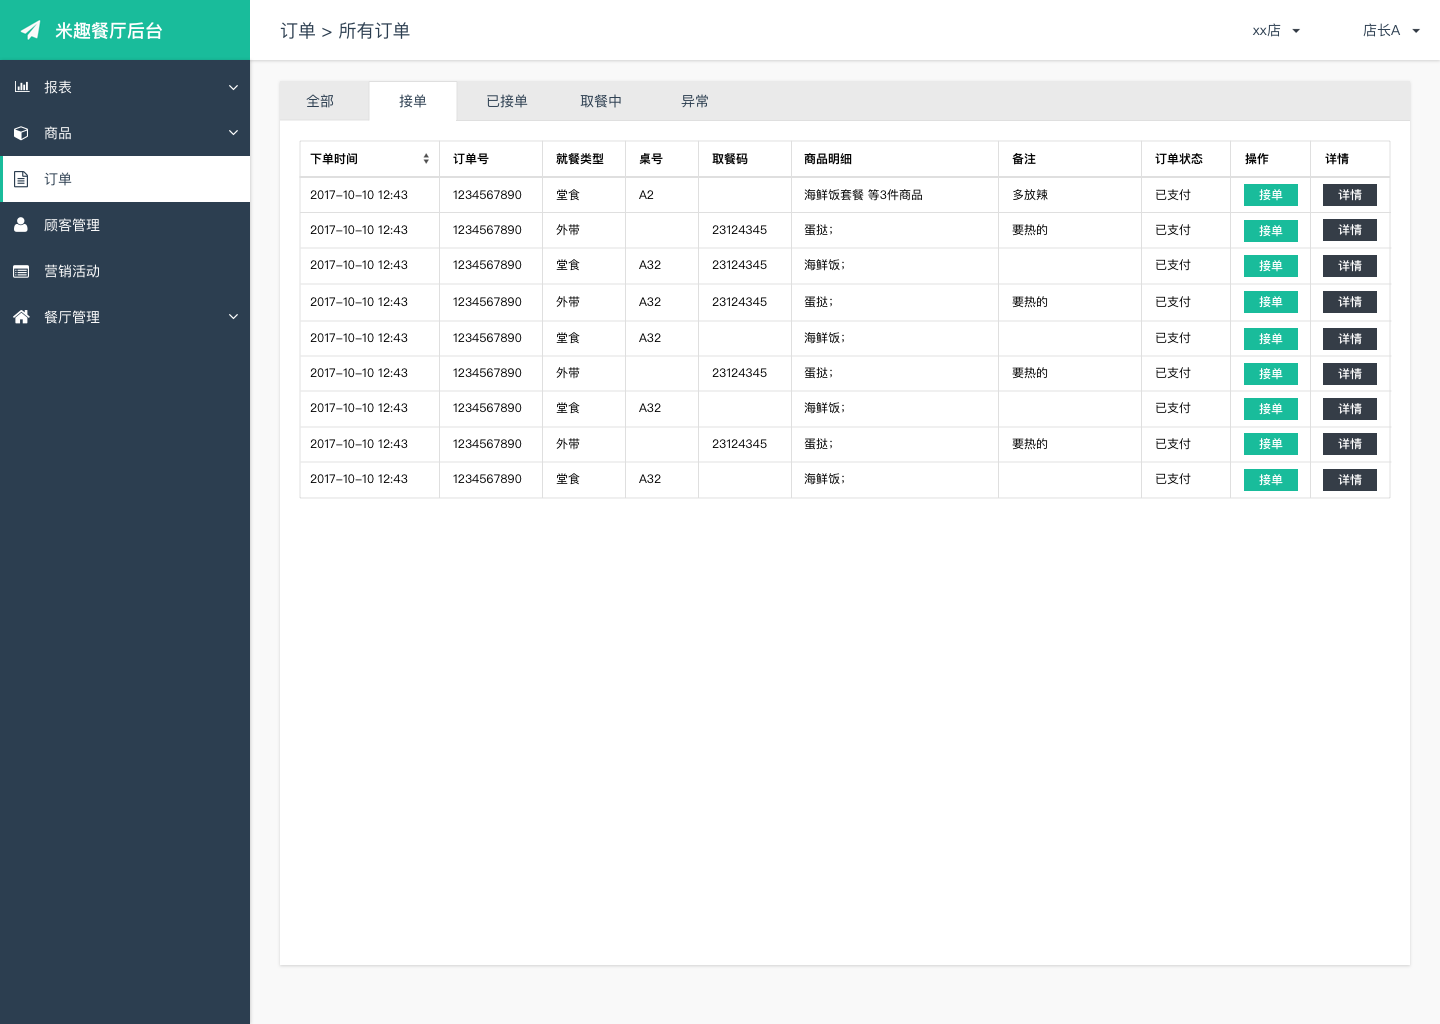 米趣餐厅后台
订单 > 所有订单
xx店
店长A
报表
商品
订单
顾客管理
营销活动
餐厅管理
全部 接单 已接单 取餐中 异常
下单时间 订单号 就餐类型 桌号 取餐码 商品明细 备注 订单状态 操作 详情
2017-10-10 12:43 1234567890 堂食 A2 海鲜饭套餐 等3件商品 多放辣 已支付 接单 详情
2017-10-10 12:43 1234567890 外带 23124345 蛋挞; 要热的 已支付 接单 详情
2017-10-10 12:43 1234567890 堂食 A32 23124345 海鲜饭; 已支付 接单 详情
2017-10-10 12:43 1234567890 外带 A32 23124345 蛋挞; 要热的 已支付 接单 详情
2017-10-10 12:43 1234567890 堂食 A32 海鲜饭; 已支付 接单 详情
2017-10-10 12:43 1234567890 外带 23124345 蛋挞; 要热的 已支付 接单 详情
2017-10-10 12:43 1234567890 堂食 A32 海鲜饭; 已支付 接单 详情
2017-10-10 12:43 1234567890 外带 23124345 蛋挞; 要热的 已支付 接单 详情
2017-10-10 12:43 1234567890 堂食 A32 海鲜饭; 已支付 接单 详情